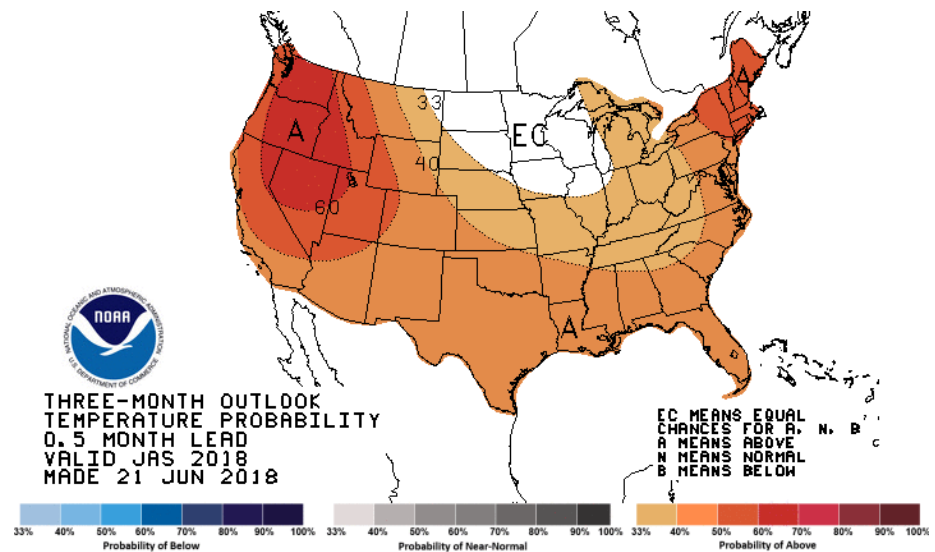 A
33
EC
A
40
60
A
NATIONAL OCEANIC AND ATMOSPHERIC ADMINISTRATION
NOAA
U.S. DEPARTMENT OF COMMERCE
THREE-MONTH OUTLOOK
TEMPERATURE PROBABILITY
0.5 MONTH LEAD
VALID JAS 2018
MADE 21 JUN 2018
EC MEANS EQUAL
CHANCES FOR A, N, B
A MEANS ABOVE
N MEANS NORMAL
B MEANS BELOW
33% 40% 50% 60% 70% 80% 90% 100%
Probability of Below
33% 40% 50% 60% 70% 80% 90% 100%
Probability of Near-Normal
33% 40% 50% 60% 70% 80% 90% 100%
Probability of Above